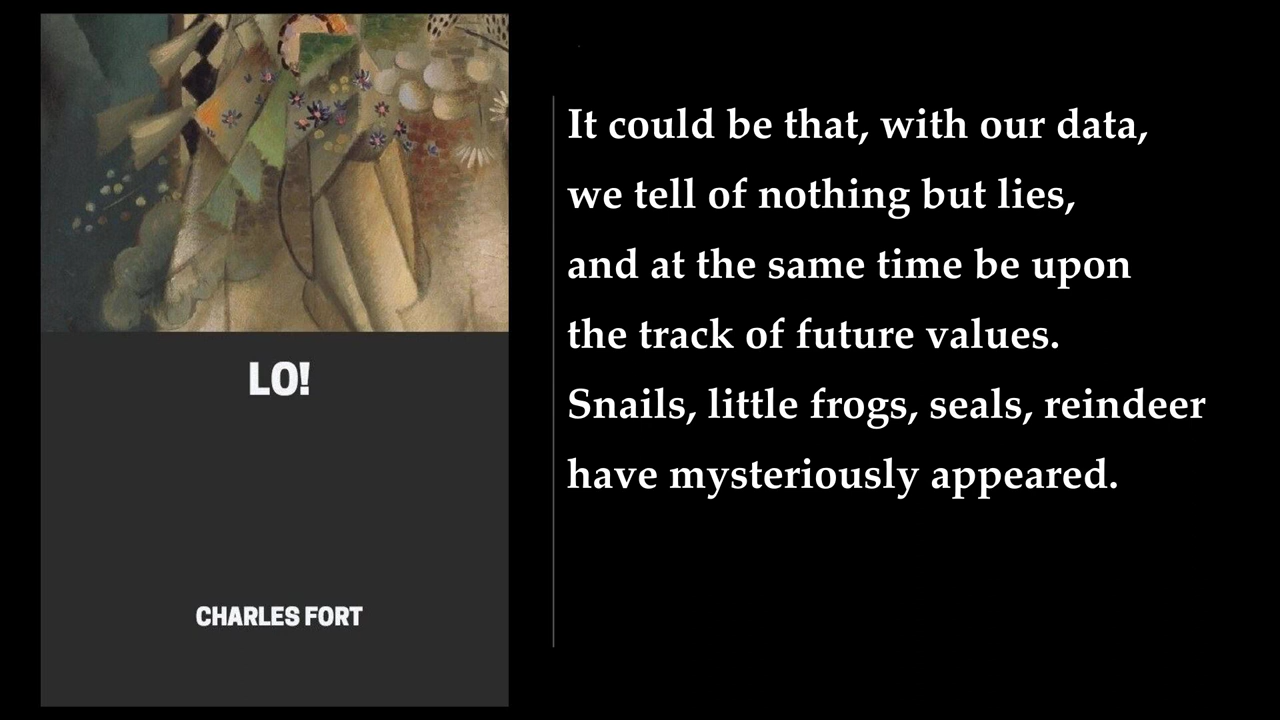 LO!
CHARLES FORT
It could be that, with our data,
we tell of nothing but lies,
and at the same time be upon
the track of future values.
Snails, little frogs, seals, reindeer
have mysteriously appeared.